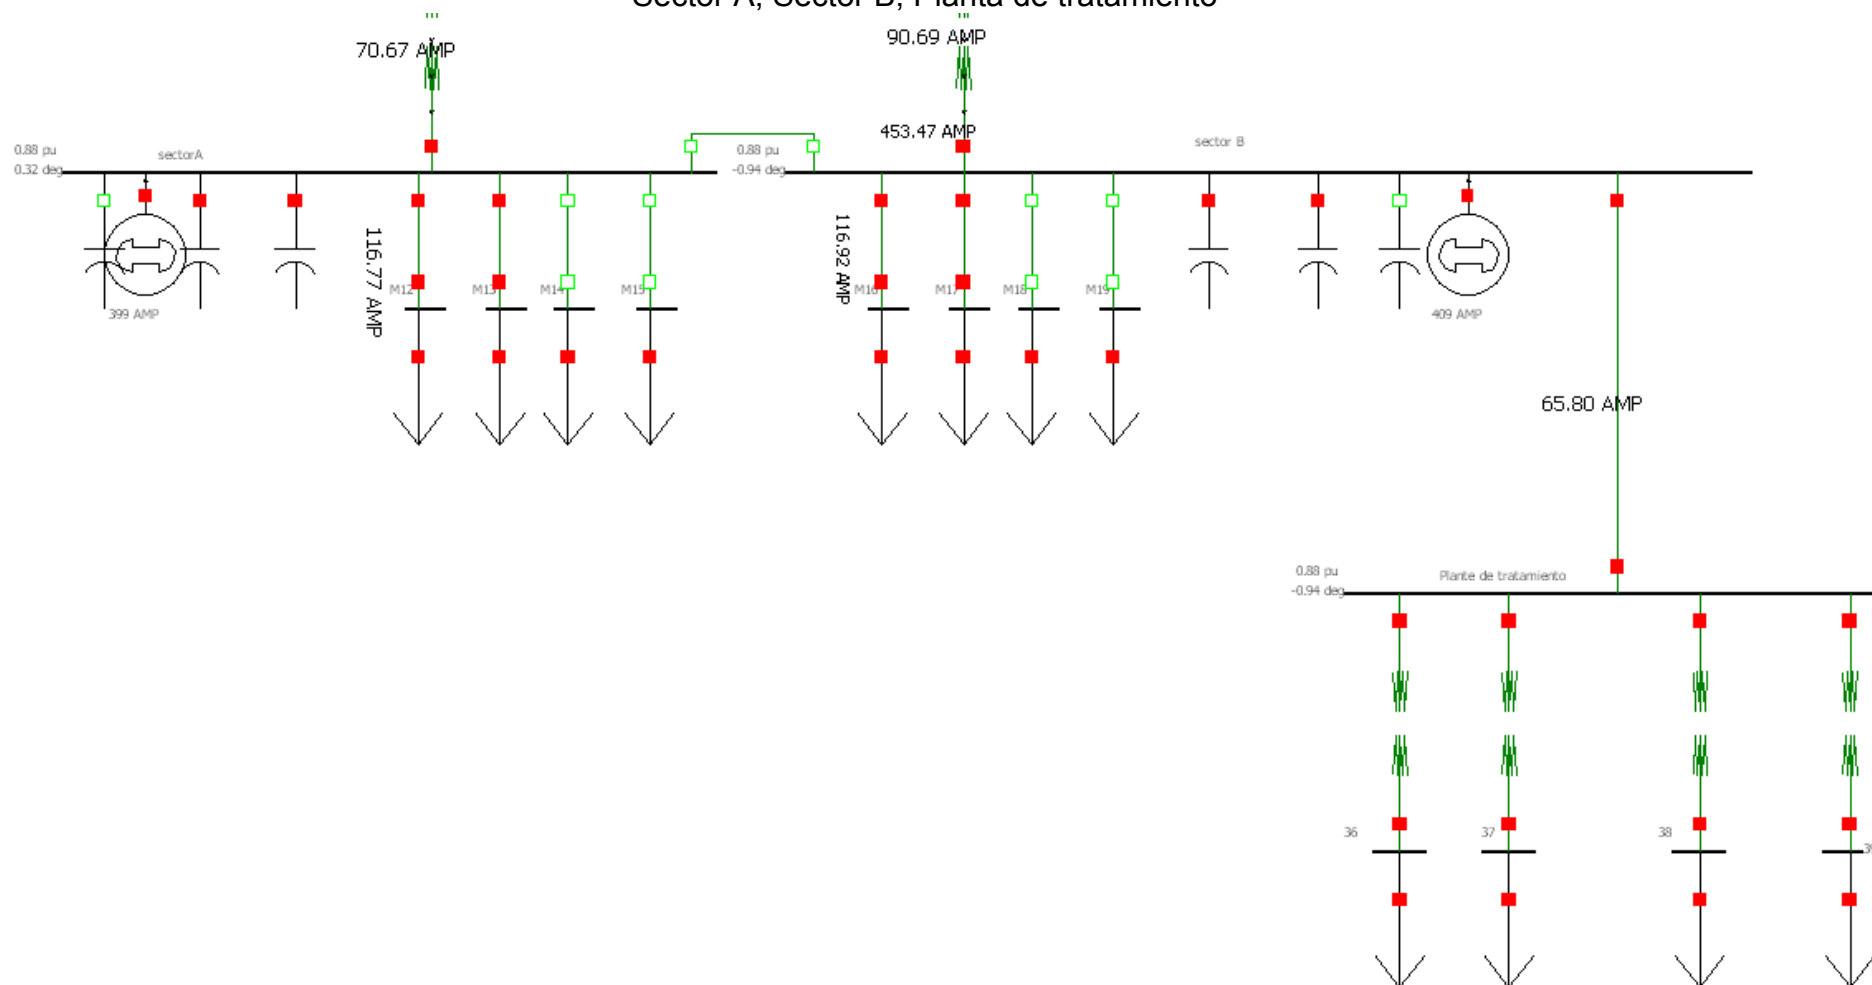 Sector A, Sector B, Planta de tratamiento
70.67 AMP
90.69 AMP
453.47 AMP
0.88 pu
0.32 deg
sectorA
0.88 pu
-0.94 deg
sector B
116.77 AMP
116.92 AMP
M12
M13
M14
M15
M16
M17
M18
M19
399 AMP
409 AMP
65.80 AMP
0.88 pu
-0.94 deg
Plante de tratamiento
36
37
38